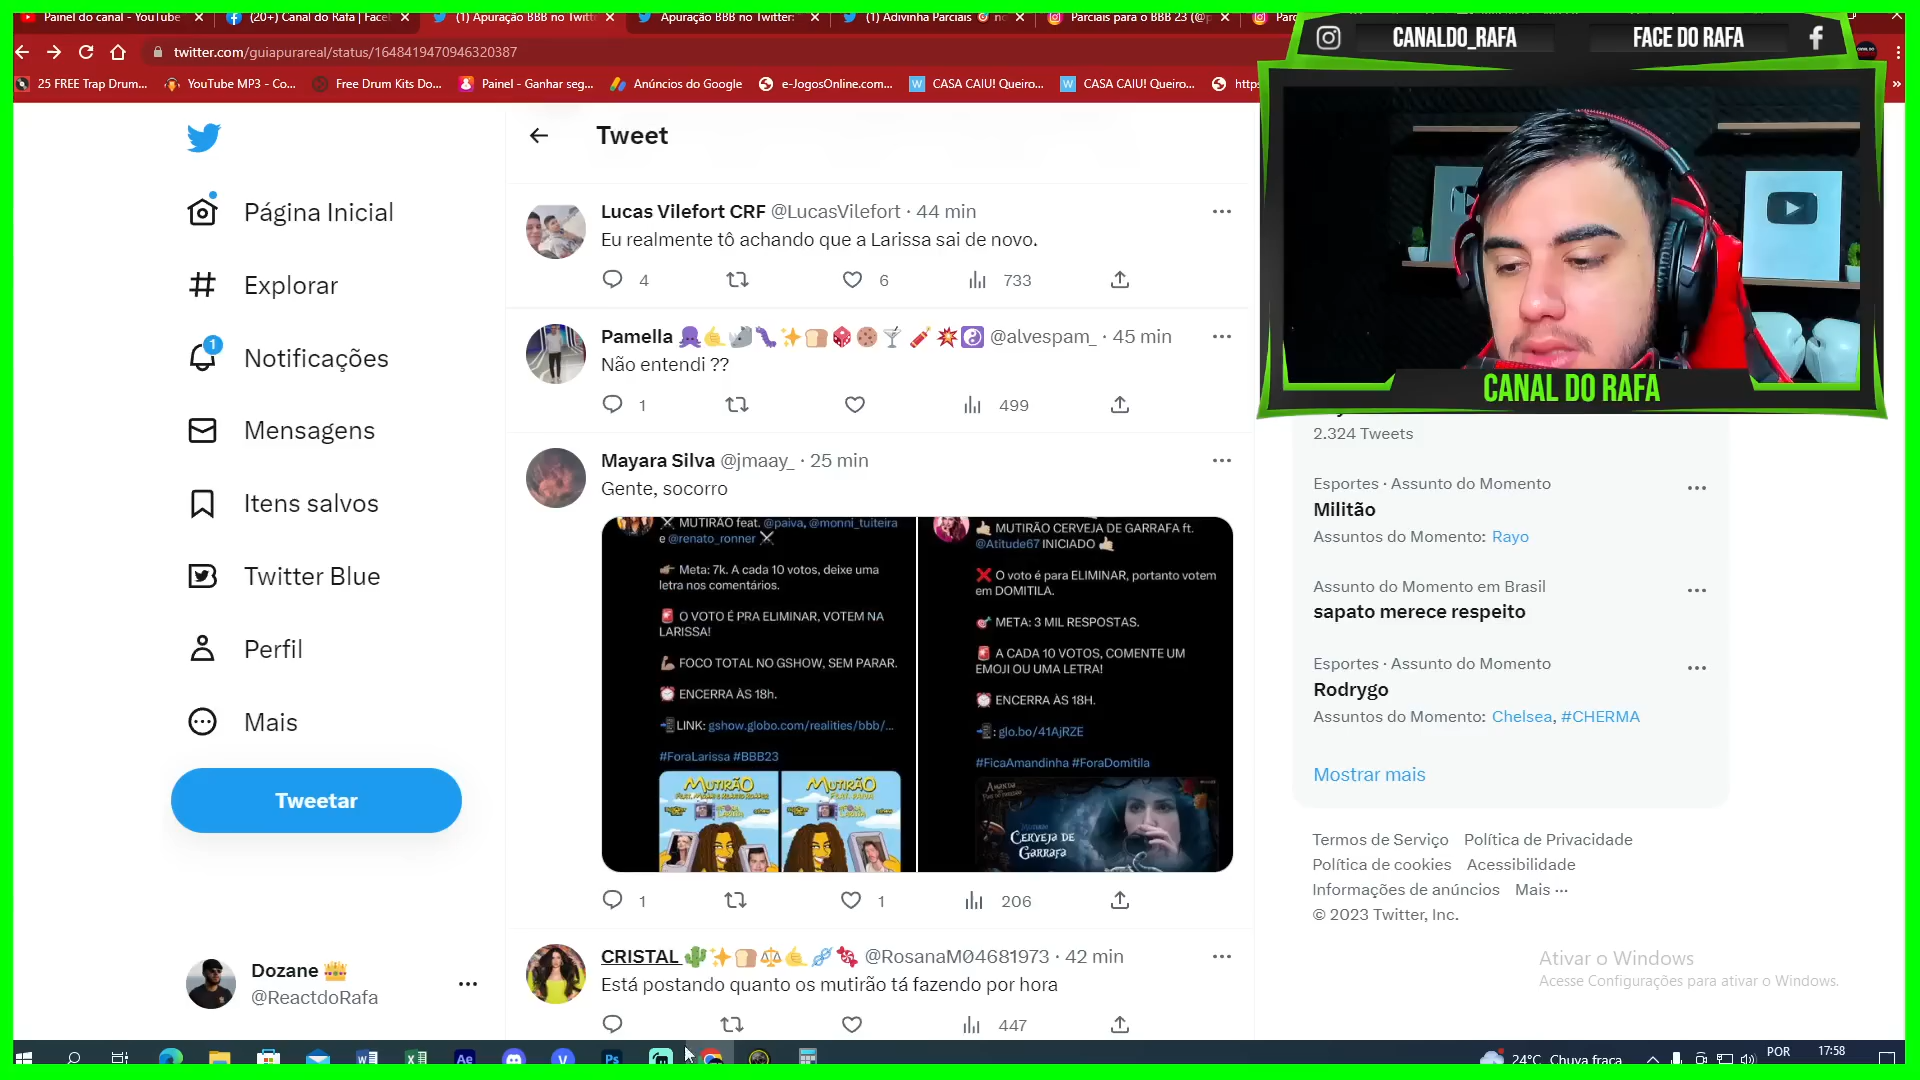 Painel do canal - YouTube
(20+) Canal do Rafa | Face
(1) Apuração BBB no Twitt
Apuração BBB no Twitter:
(1) Adivinha Parciais
Parciais para o BBB 23 (@p
Parc
twitter.com/guiapurareal/status/1648419470946320387
25 FREE Trap Drum...
YouTube MP3 - Co...
Free Drum Kits Do...
Painel - Ganhar seg...
Anúncios do Google
e-JogosOnline.com...
CASA CAIU! Queiro...
CASA CAIU! Queiro...
http
CANALDO_RAFA
FACE DO RAFA
CANAL DO RAFA
Página Inicial
Explorar
1
Notificações
Mensagens
Itens salvos
Twitter Blue
Perfil
Mais
Tweetar
Dozane 👑
@ReactdoRafa
Tweet
Lucas Vilefort CRF @LucasVilefort · 44 min
Eu realmente tô achando que a Larissa sai de novo.
4 6 733
Pamella 🐙🤙🦏🐛✨🍞🎲🍪🍸🧨💥☯️ @alvespam_ · 45 min
Não entendi ??
1 499
Mayara Silva @jmaay_ · 25 min
Gente, socorro
⚔️ MUTIRÃO feat. @paiva, @monni_tuiteira
e @renato_ronner ⚔️
Meta: 7k. A cada 10 votos, deixe uma
letra nos comentários.
🚨 O VOTO É PRA ELIMINAR, VOTEM NA
LARISSA!
💪🏽 FOCO TOTAL NO GSHOW, SEM PARAR.
⏰ ENCERRA ÀS 18h.
📲LINK: gshow.globo.com/realities/bbb/...
#ForaLarissa #BBB23
MUTIRÃO
MUTIRÃO
🤙🏼 MUTIRÃO CERVEJA DE GARRAFA ft.
@Atitude67 INICIADO 🤙🏼
❌ O voto é para ELIMINAR, portanto votem
em DOMITILA.
🎯 META: 3 MIL RESPOSTAS.
🚨 A CADA 10 VOTOS, COMENTE UM
EMOJI OU UMA LETRA!
⏰ ENCERRA ÀS 18H.
📲: glo.bo/41AjRZE
#FicaAmandinha #ForaDomitila
CERVEJA DE
GARRAFA
1 1 206
CRISTAL 🌵✨🍞⚖️🤙🔗🍬 @RosanaM04681973 · 42 min
Está postando quanto os mutirão tá fazendo por hora
447
2.324 Tweets
Esportes · Assunto do Momento
Militão
Assuntos do Momento: Rayo
Assunto do Momento em Brasil
sapato merece respeito
Esportes · Assunto do Momento
Rodrygo
Assuntos do Momento: Chelsea, #CHERMA
Mostrar mais
Termos de Serviço Política de Privacidade
Política de cookies Acessibilidade
Informações de anúncios Mais ···
© 2023 Twitter, Inc.
Ativar o Windows
Acesse Configurações para ativar o Windows.
24°C Chuva fraca
POR
17:58